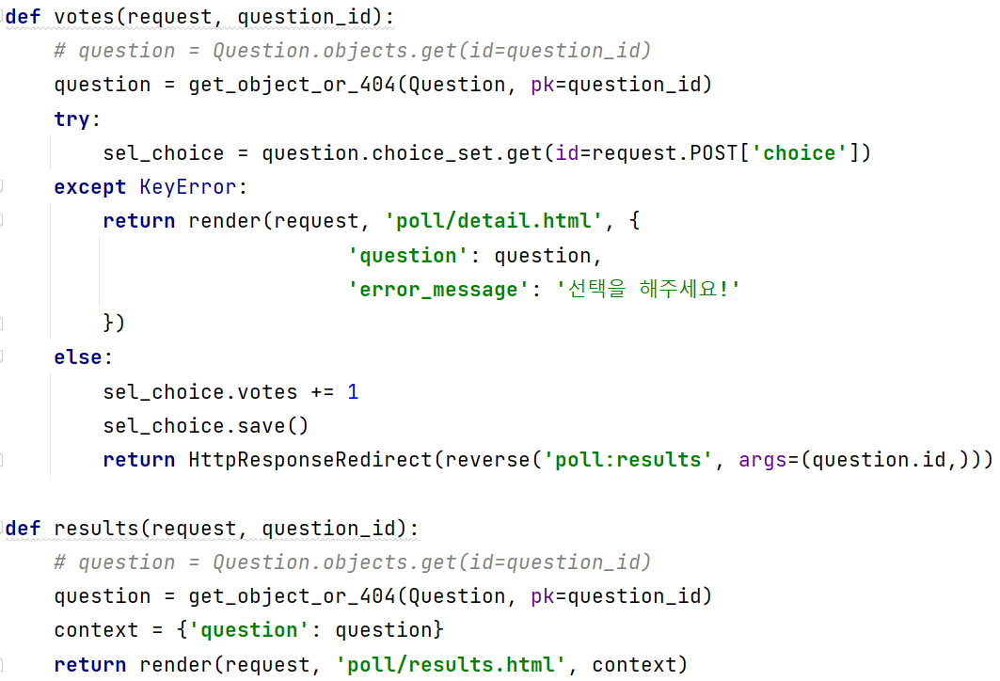 def votes(request, question_id):
    # question = Question.objects.get(id=question_id)
    question = get_object_or_404(Question, pk=question_id)
    try:
        sel_choice = question.choice_set.get(id=request.POST['choice'])
    except KeyError:
        return render(request, 'poll/detail.html', {
                            'question': question,
                            'error_message': '선택을 해주세요!'
        })
    else:
        sel_choice.votes += 1
        sel_choice.save()
        return HttpResponseRedirect(reverse('poll:results', args=(question.id,)))

def results(request, question_id):
    # question = Question.objects.get(id=question_id)
    question = get_object_or_404(Question, pk=question_id)
    context = {'question': question}
    return render(request, 'poll/results.html', context)